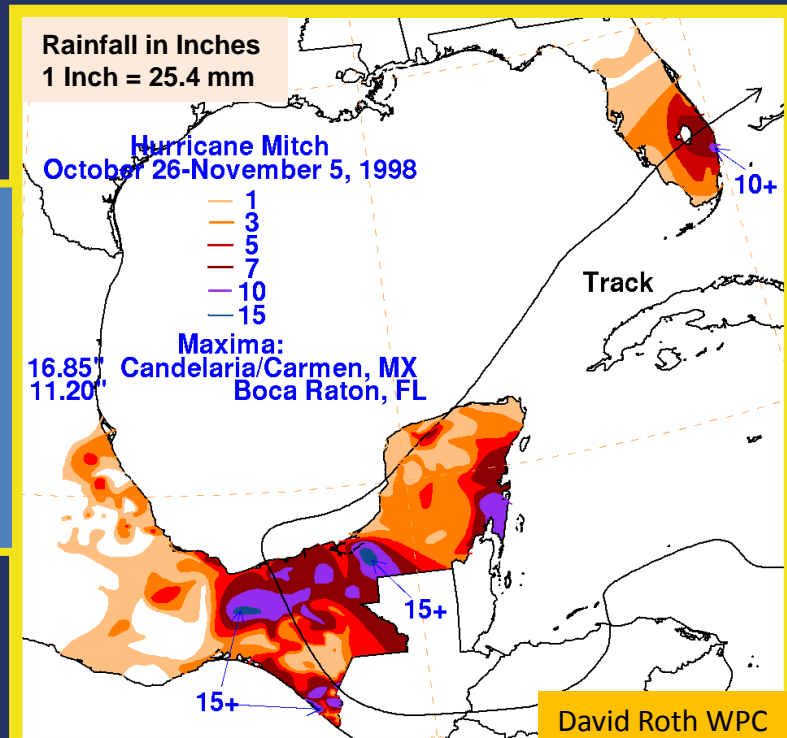 Rainfall in Inches
1 Inch = 25.4 mm
Hurricane Mitch
October 26-November 5, 1998
1
3
5
7
10
15
Maxima:
16.85" Candelaria/Carmen, MX
11.20" Boca Raton, FL
10+
Track
15+
15+
David Roth WPC